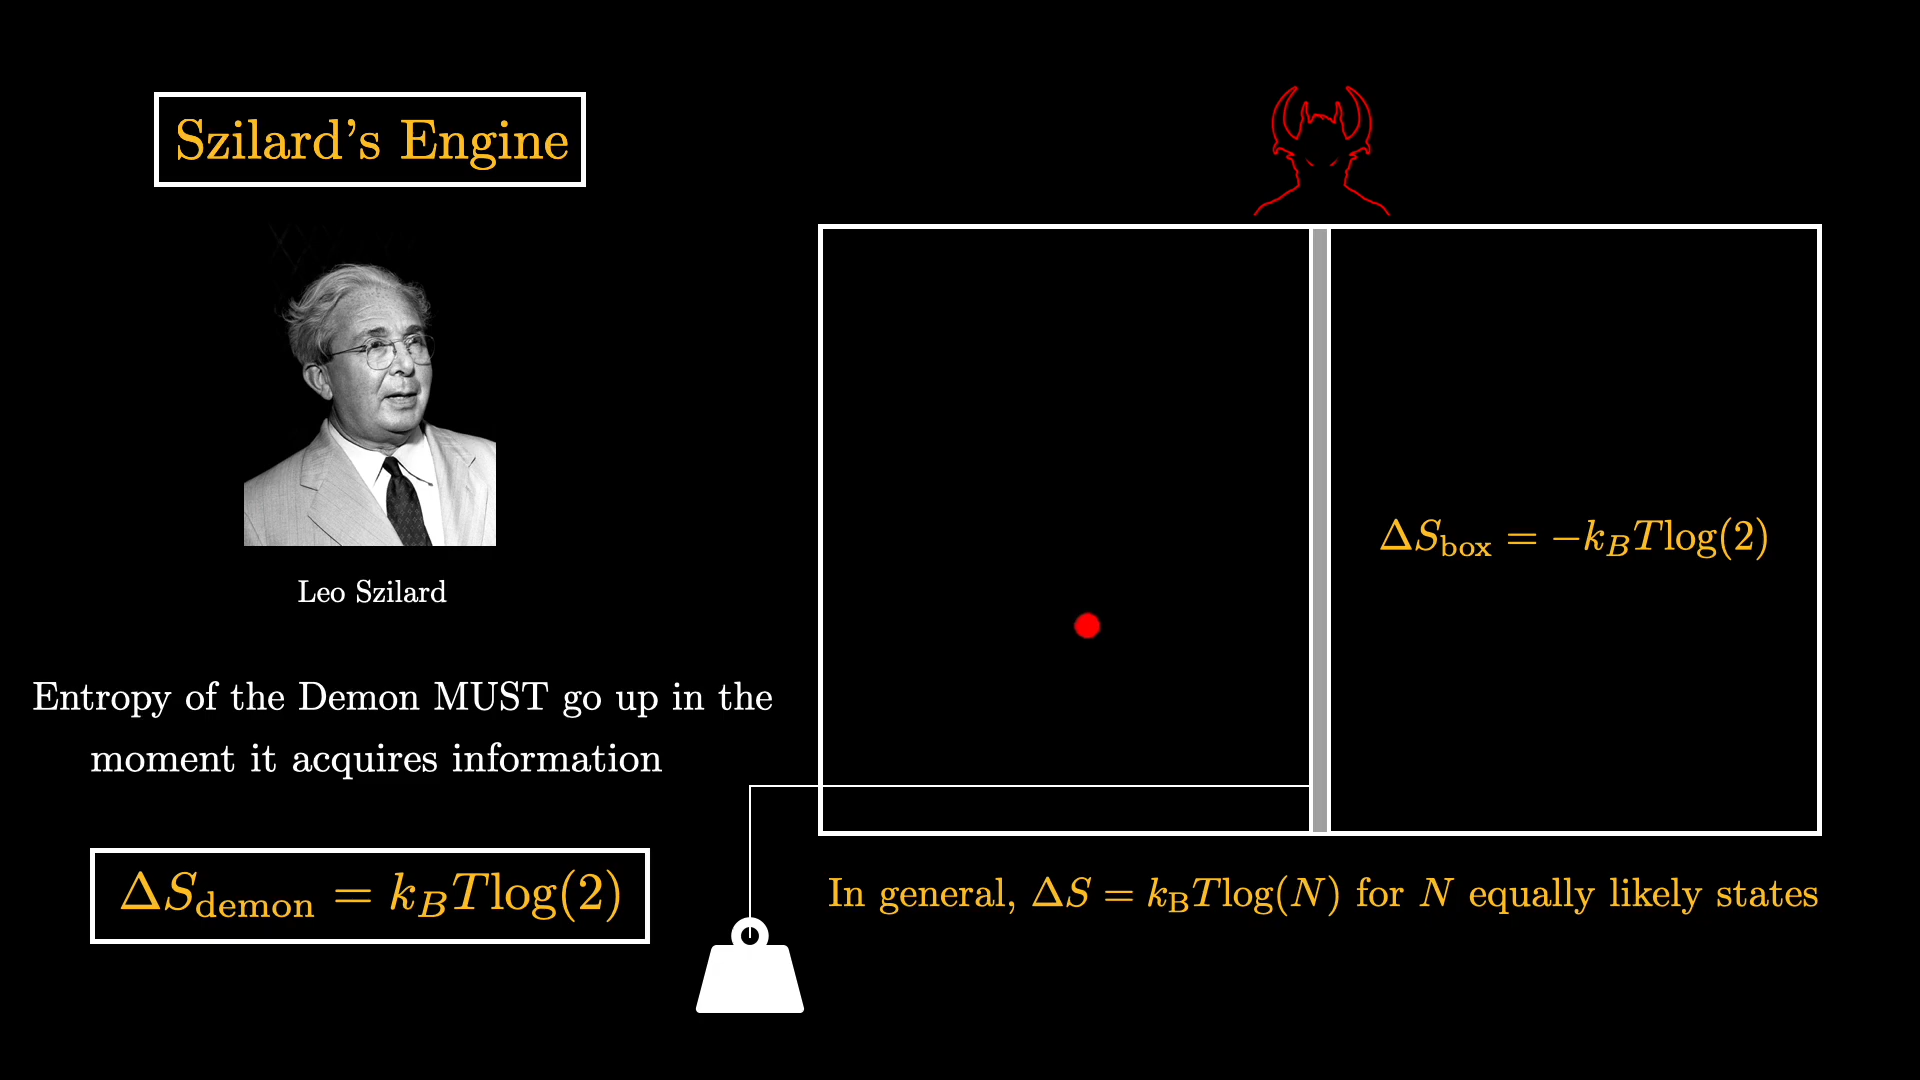 Szilard's Engine
Leo Szilard
Entropy of the Demon MUST go up in the
moment it acquires information
ΔS_demon = k_B T log(2)
ΔS_box = −k_B T log(2)
In general, ΔS = k_B T log(N) for N equally likely states